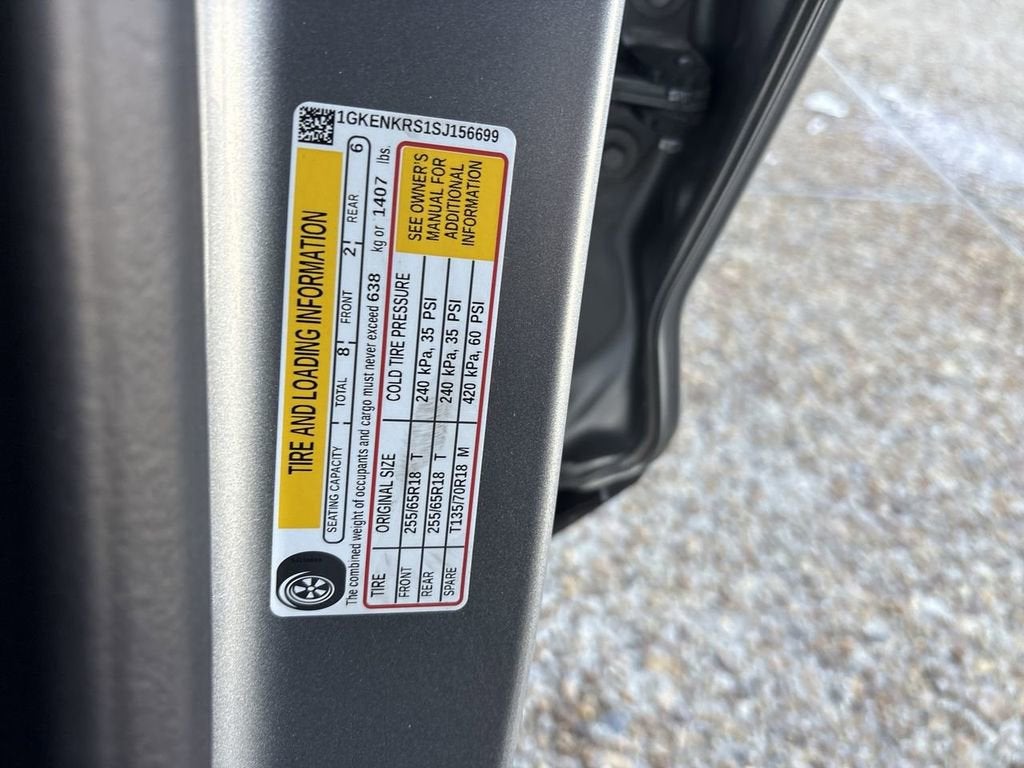 1GKENKRS1SJ156699
TIRE AND LOADING INFORMATION
SEATING CAPACITY TOTAL 8 FRONT 2 REAR 6
The combined weight of occupants and cargo must never exceed 638 kg or 1407 lbs.
TIRE ORIGINAL SIZE COLD TIRE PRESSURE
FRONT 255/65R18 T 240 kPa, 35 PSI
REAR 255/65R18 T 240 kPa, 35 PSI
SPARE T135/70R18 M 420 kPa, 60 PSI
SEE OWNER'S
MANUAL FOR
ADDITIONAL
INFORMATION